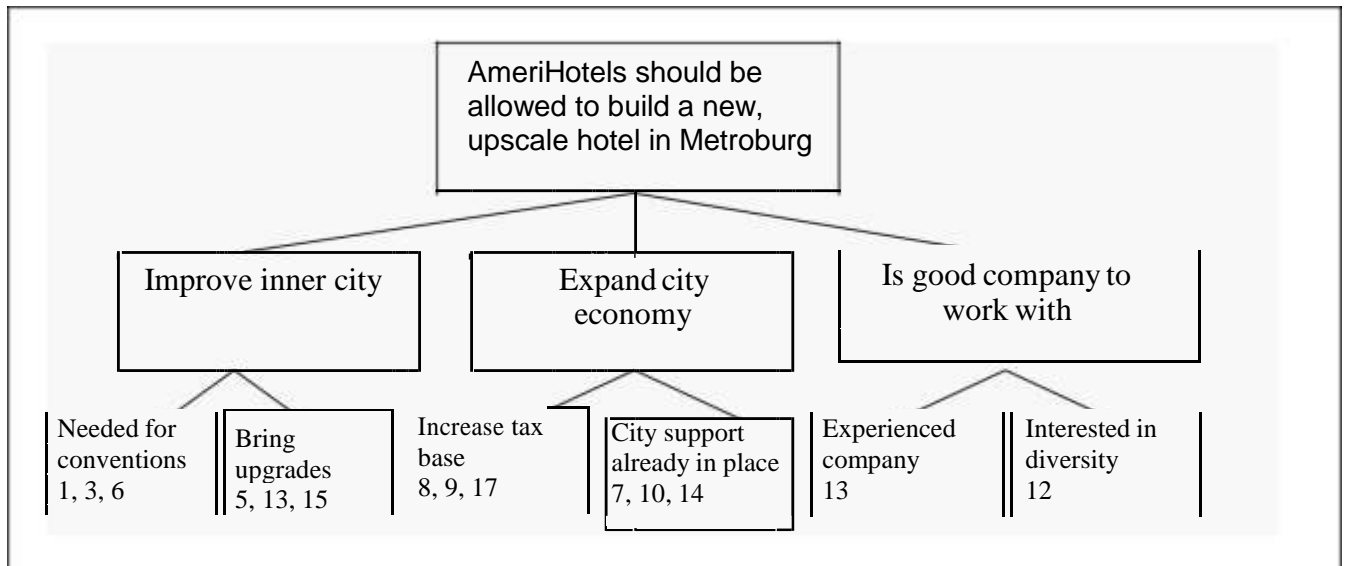 AmeriHotels should be
allowed to build a new,
upscale hotel in Metroburg
Improve inner city
Expand city
economy
Is good company to
work with
Needed for
conventions
1, 3, 6
Bring
upgrades
5, 13, 15
Increase tax
base
8, 9, 17
City support
already in place
7, 10, 14
Experienced
company
13
Interested in
diversity
12